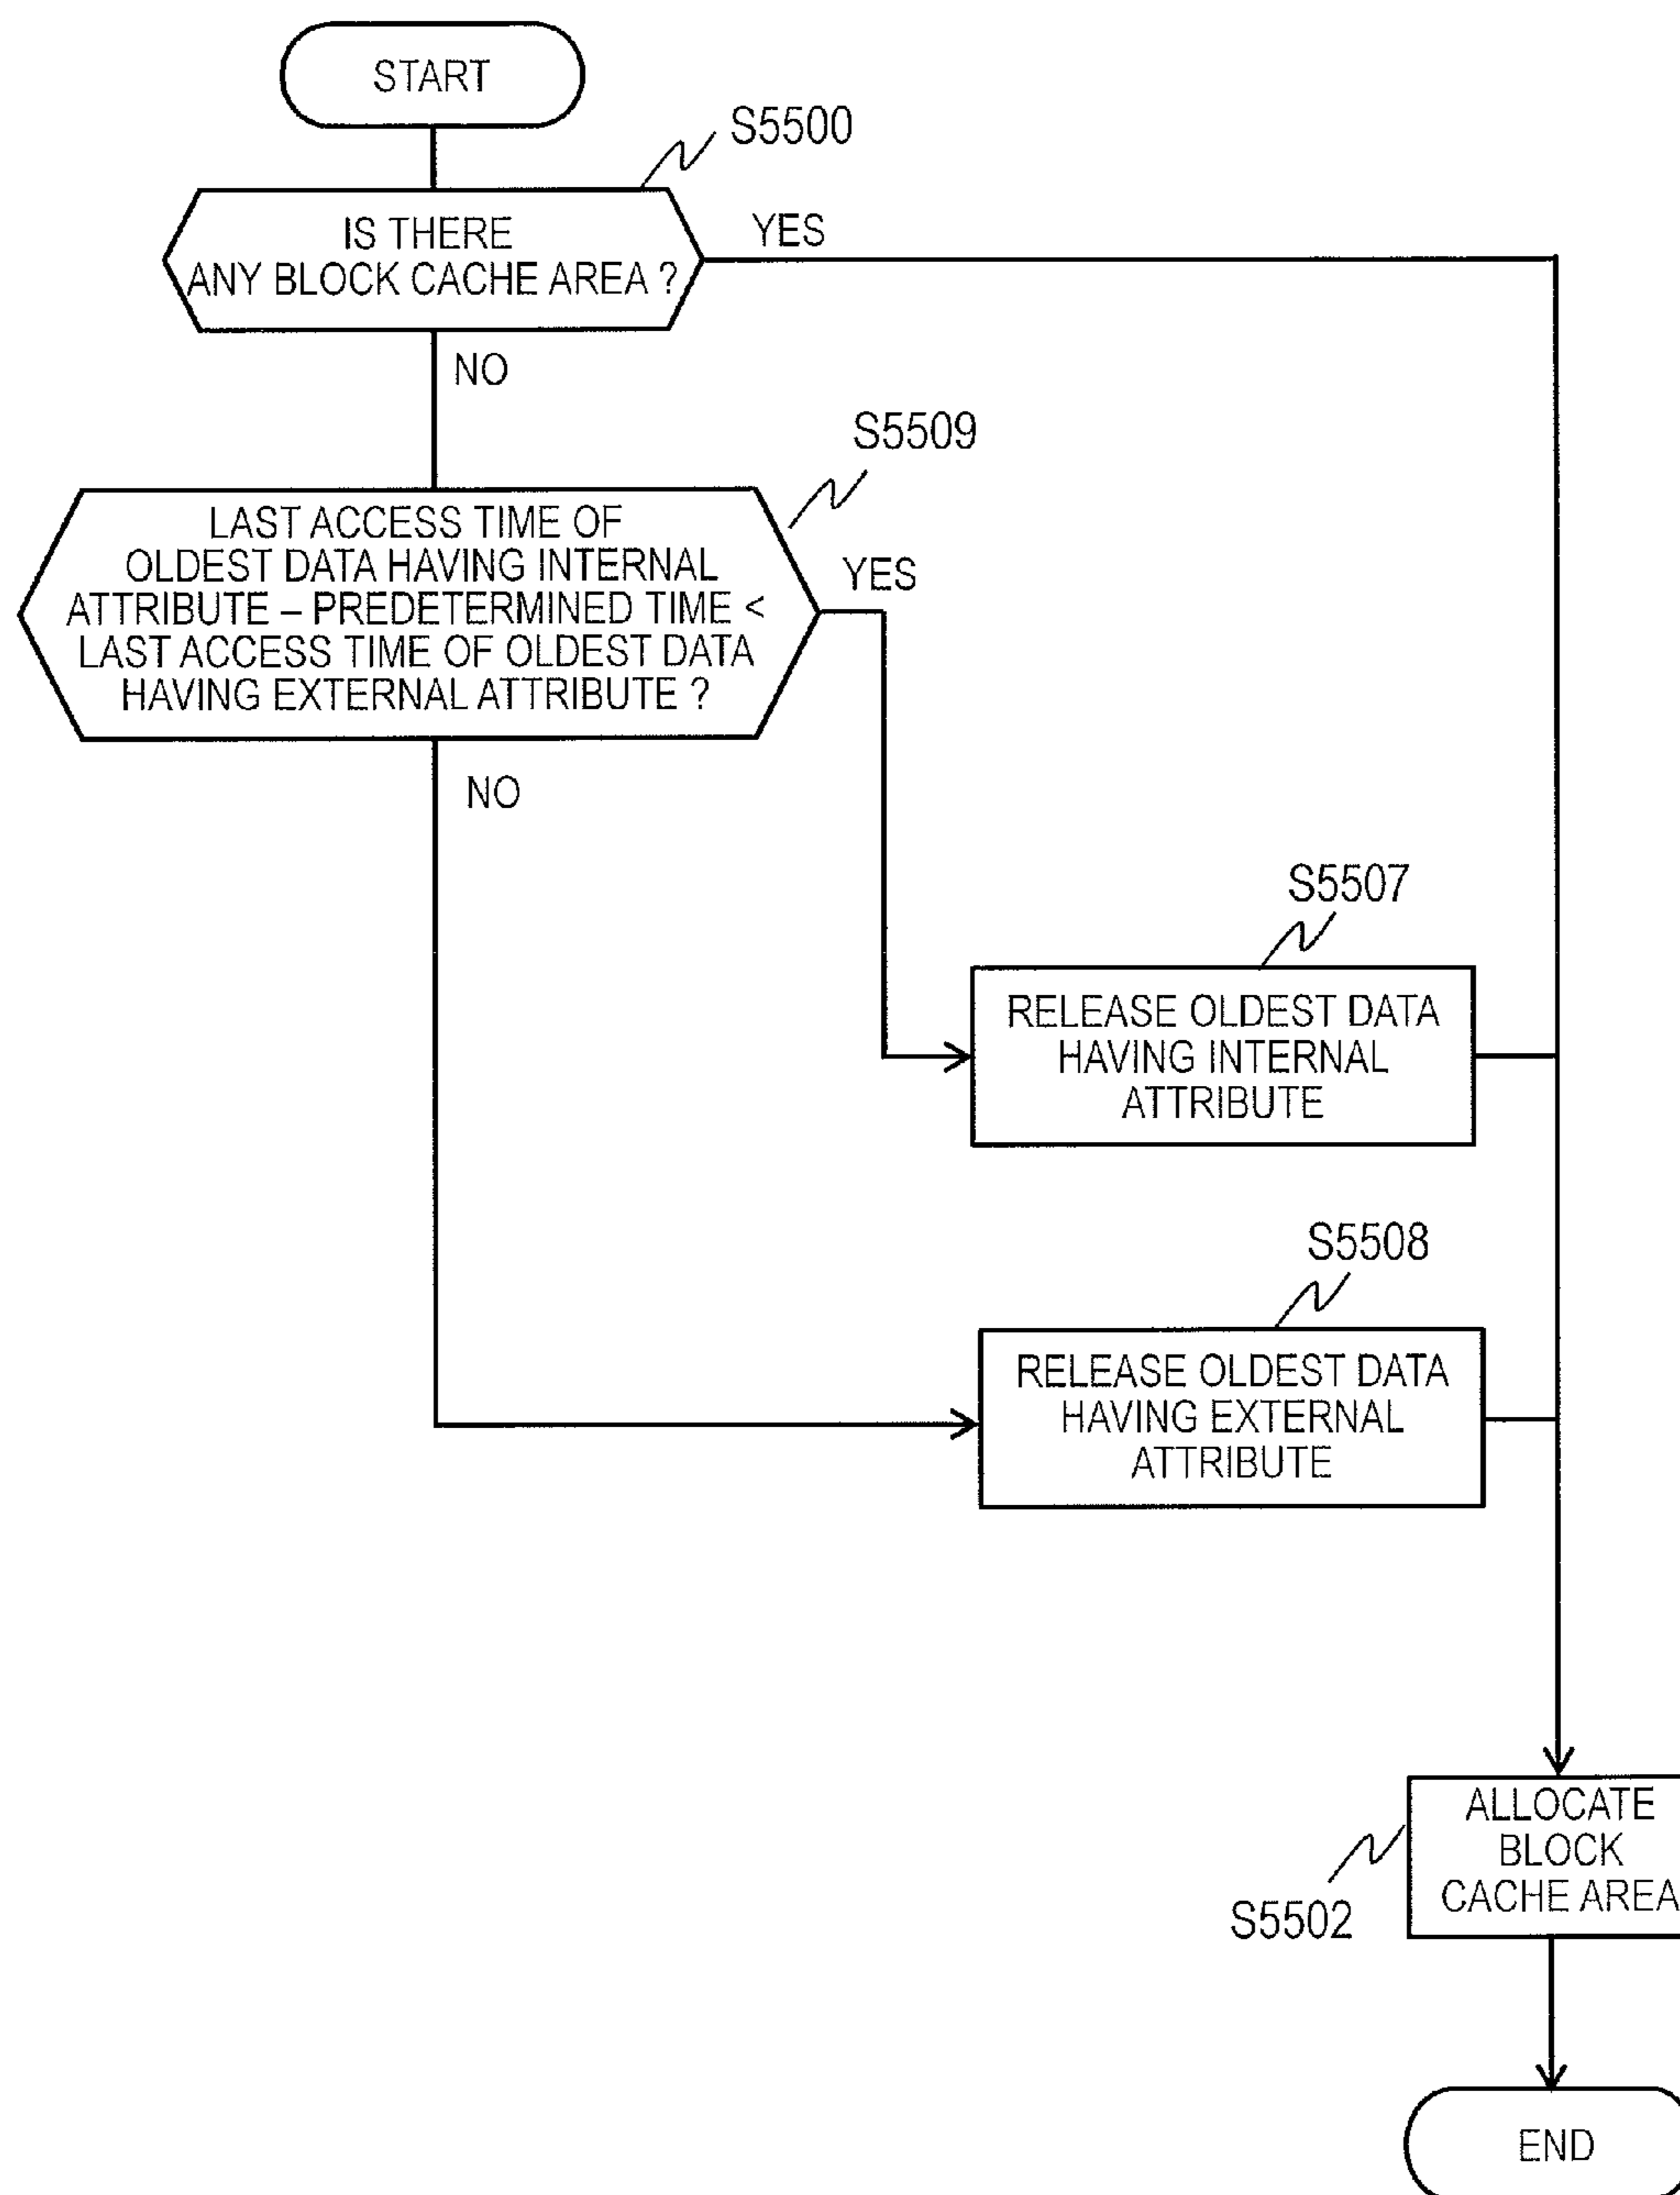 START
S5500
IS THERE
ANY BLOCK CACHE AREA ?
YES
NO
S5509
LAST ACCESS TIME OF
OLDEST DATA HAVING INTERNAL
ATTRIBUTE – PREDETERMINED TIME <
LAST ACCESS TIME OF OLDEST DATA
HAVING EXTERNAL ATTRIBUTE ?
YES
NO
S5507
RELEASE OLDEST DATA
HAVING INTERNAL
ATTRIBUTE
S5508
RELEASE OLDEST DATA
HAVING EXTERNAL
ATTRIBUTE
ALLOCATE
BLOCK
CACHE AREA
S5502
END